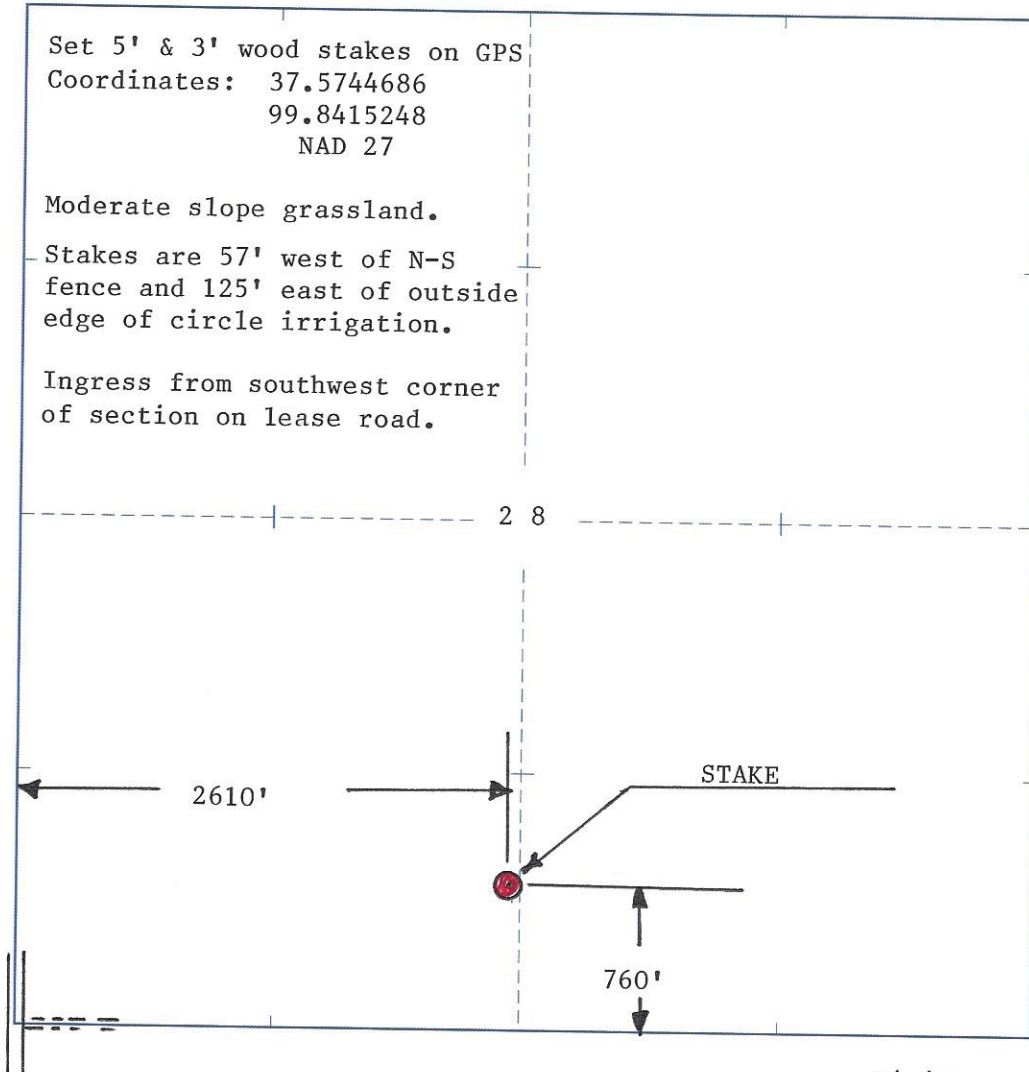 Set 5' & 3' wood stakes on GPS
Coordinates: 37.5744686
99.8415248
NAD 27
Moderate slope grassland.
Stakes are 57' west of N-S
fence and 125' east of outside
edge of circle irrigation.
Ingress from southwest corner
of section on lease road.
2 8
STAKE
2610'
760'